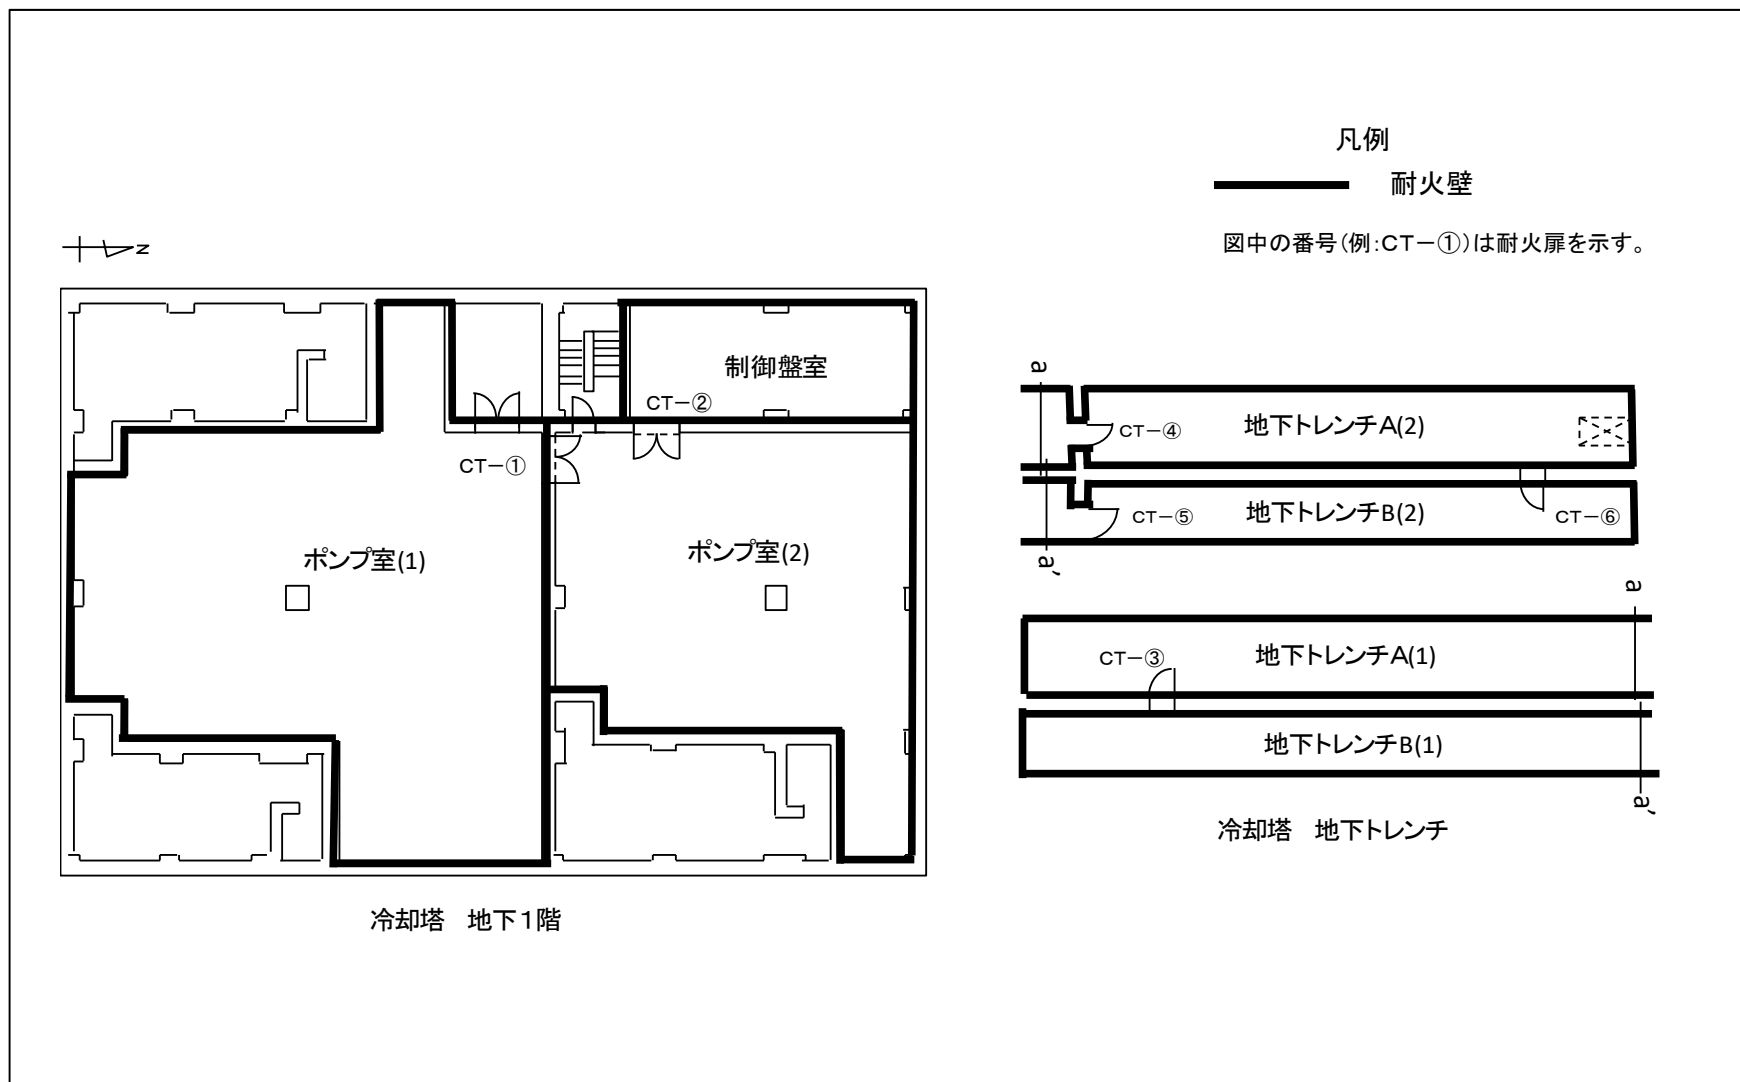 凡例
耐火壁
図中の番号(例:CT－①)は耐火扉を示す。
N
制御盤室
CT－②
CT－①
ポンプ室(1)
ポンプ室(2)
冷却塔　地下1階
a
地下トレンチA(2)
CT－④
地下トレンチB(2)
CT－⑤
CT－⑥
a’
a
地下トレンチA(1)
CT－③
地下トレンチB(1)
a’
冷却塔　地下トレンチ